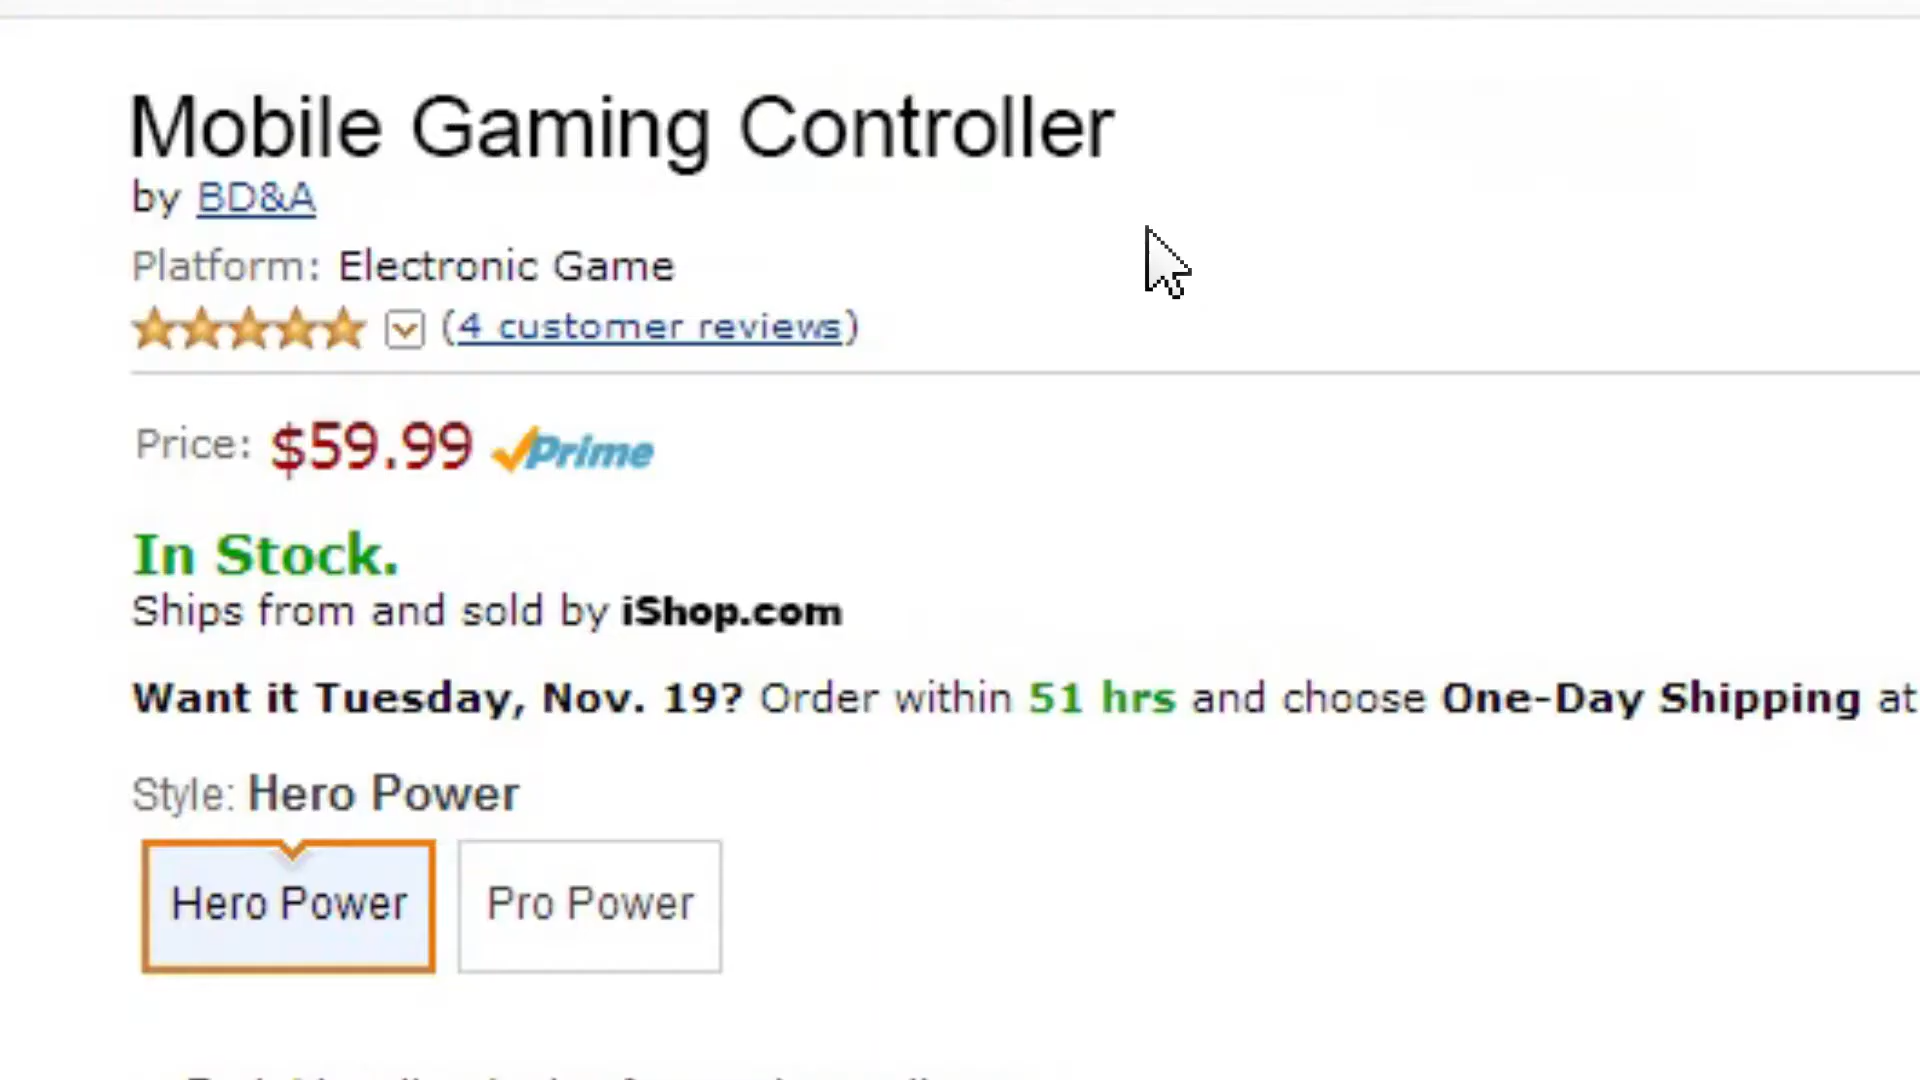 Mobile Gaming Controller
by BD&A
Platform: Electronic Game
(4 customer reviews)
Price: $59.99 Prime
In Stock.
Ships from and sold by iShop.com
Want it Tuesday, Nov. 19? Order within 51 hrs and choose One-Day Shipping at
Style: Hero Power
Hero Power Pro Power